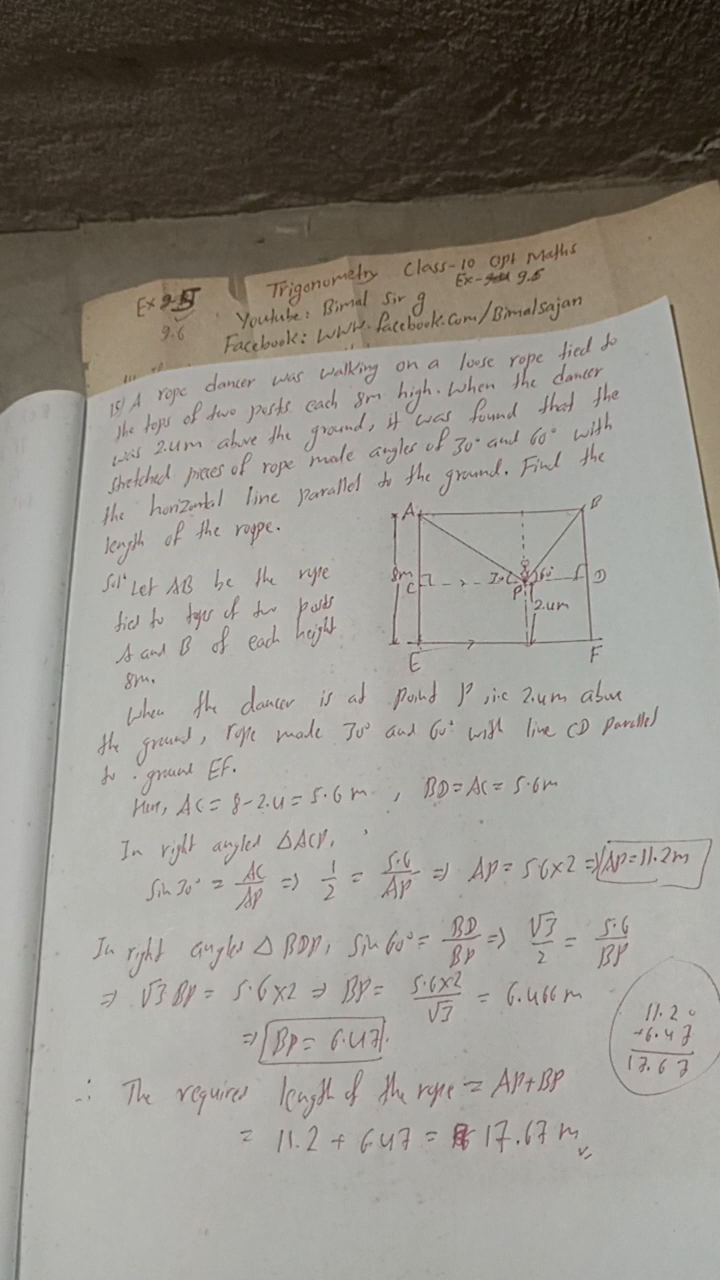 Ex 9.5
9.6
Trigonometry Class-10 Opt Maths
Ex- 9.5
Youtube: Bimal Sir g
Facebook: www.facebook.com/Bimalsajan
15) A rope dancer was walking on a loose rope tied to
the tops of two posts each 8m high. When the dancer
was 2.4m above the ground, it was found that the
stretched pieces of rope made angles of 30° and 60° with
the horizontal line parallel to the ground. Find the
length of the roppe.
A B
8m C 30° 60° D
P
2.4m
E F
Solⁿ Let AB be the rope
tied to tops of two posts
A and B of each height
8m.
When the dancer is at point P, i.e 2.4m above
the ground, rope made 30° and 60° with line CD parallel
to ground EF.
Here, AC = 8-2.4 = 5.6 m , BD = AC = 5.6m
In right angled ΔACP,
Sin 30° = AC/AP ⇒ 1/2 = 5.6/AP ⇒ AP = 5.6×2 ⇒ AP = 11.2m
In right angled Δ BDP, Sin 60° = BD/BP ⇒ √3/2 = 5.6/BP
⇒ √3 BP = 5.6×2 ⇒ BP = 5.6×2/√3 = 6.466 m
⇒ BP = 6.47
11.20
+6.47
17.67
∴ The required length of the rope = AP+BP
= 11.2 + 6.47 = 17.67 m